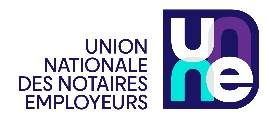 UNION
NATIONALE
DES NOTAIRES
EMPLOYEURS
un
ne